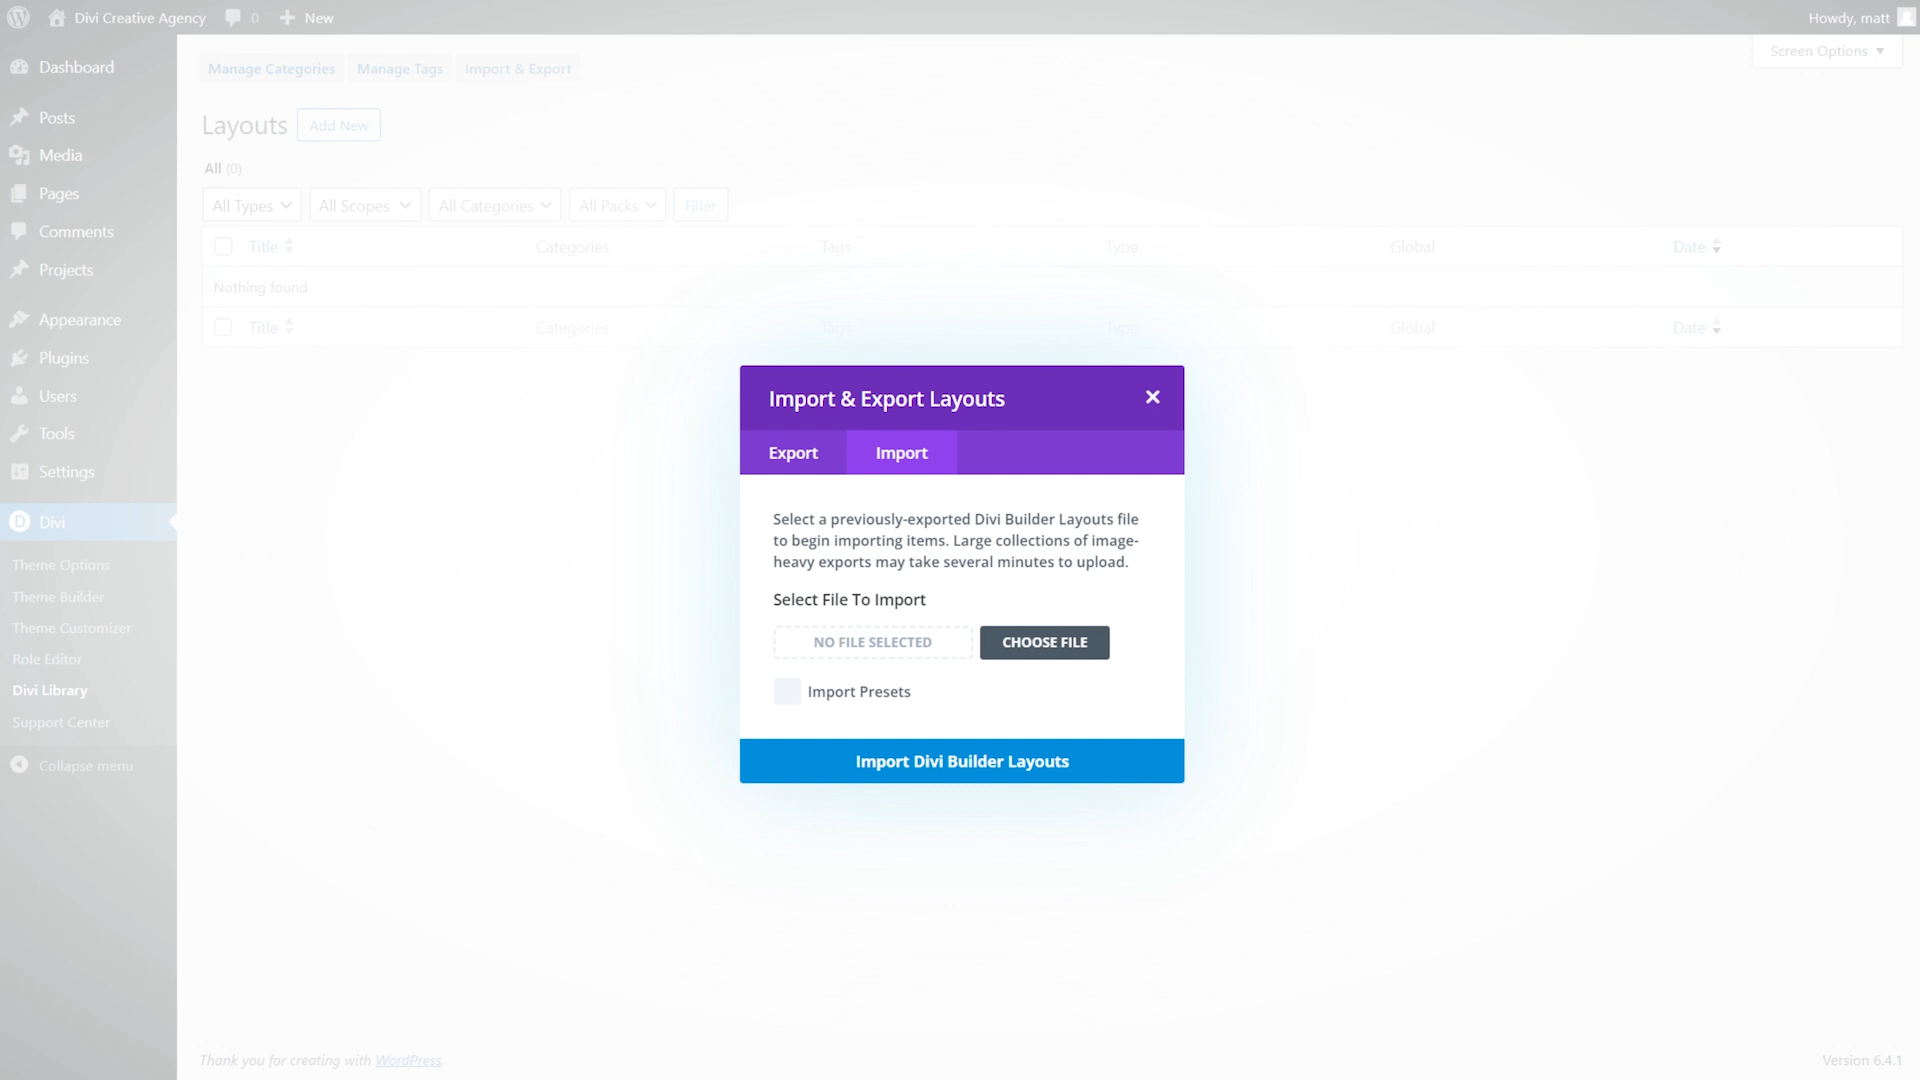 Divi Creative Agency
0
New
Howdy, matt
Screen Options
Dashboard
Posts
Media
Pages
Comments
Projects
Appearance
Plugins
Users
Tools
Settings
Divi
Theme Options
Theme Builder
Theme Customizer
Role Editor
Divi Library
Support Center
Collapse menu
Manage Categories
Manage Tags
Import & Export
Layouts
Add New
All (0)
All Types
All Scopes
All Categories
All Packs
Filter
Title
Categories
Tags
Type
Global
Date
Nothing found
Title
Categories
Tags
Type
Global
Date
Import & Export Layouts
Export
Import
Select a previously-exported Divi Builder Layouts file
to begin importing items. Large collections of image-
heavy exports may take several minutes to upload.
Select File To Import
NO FILE SELECTED
CHOOSE FILE
Import Presets
Import Divi Builder Layouts
Thank you for creating with WordPress.
Version 6.4.1